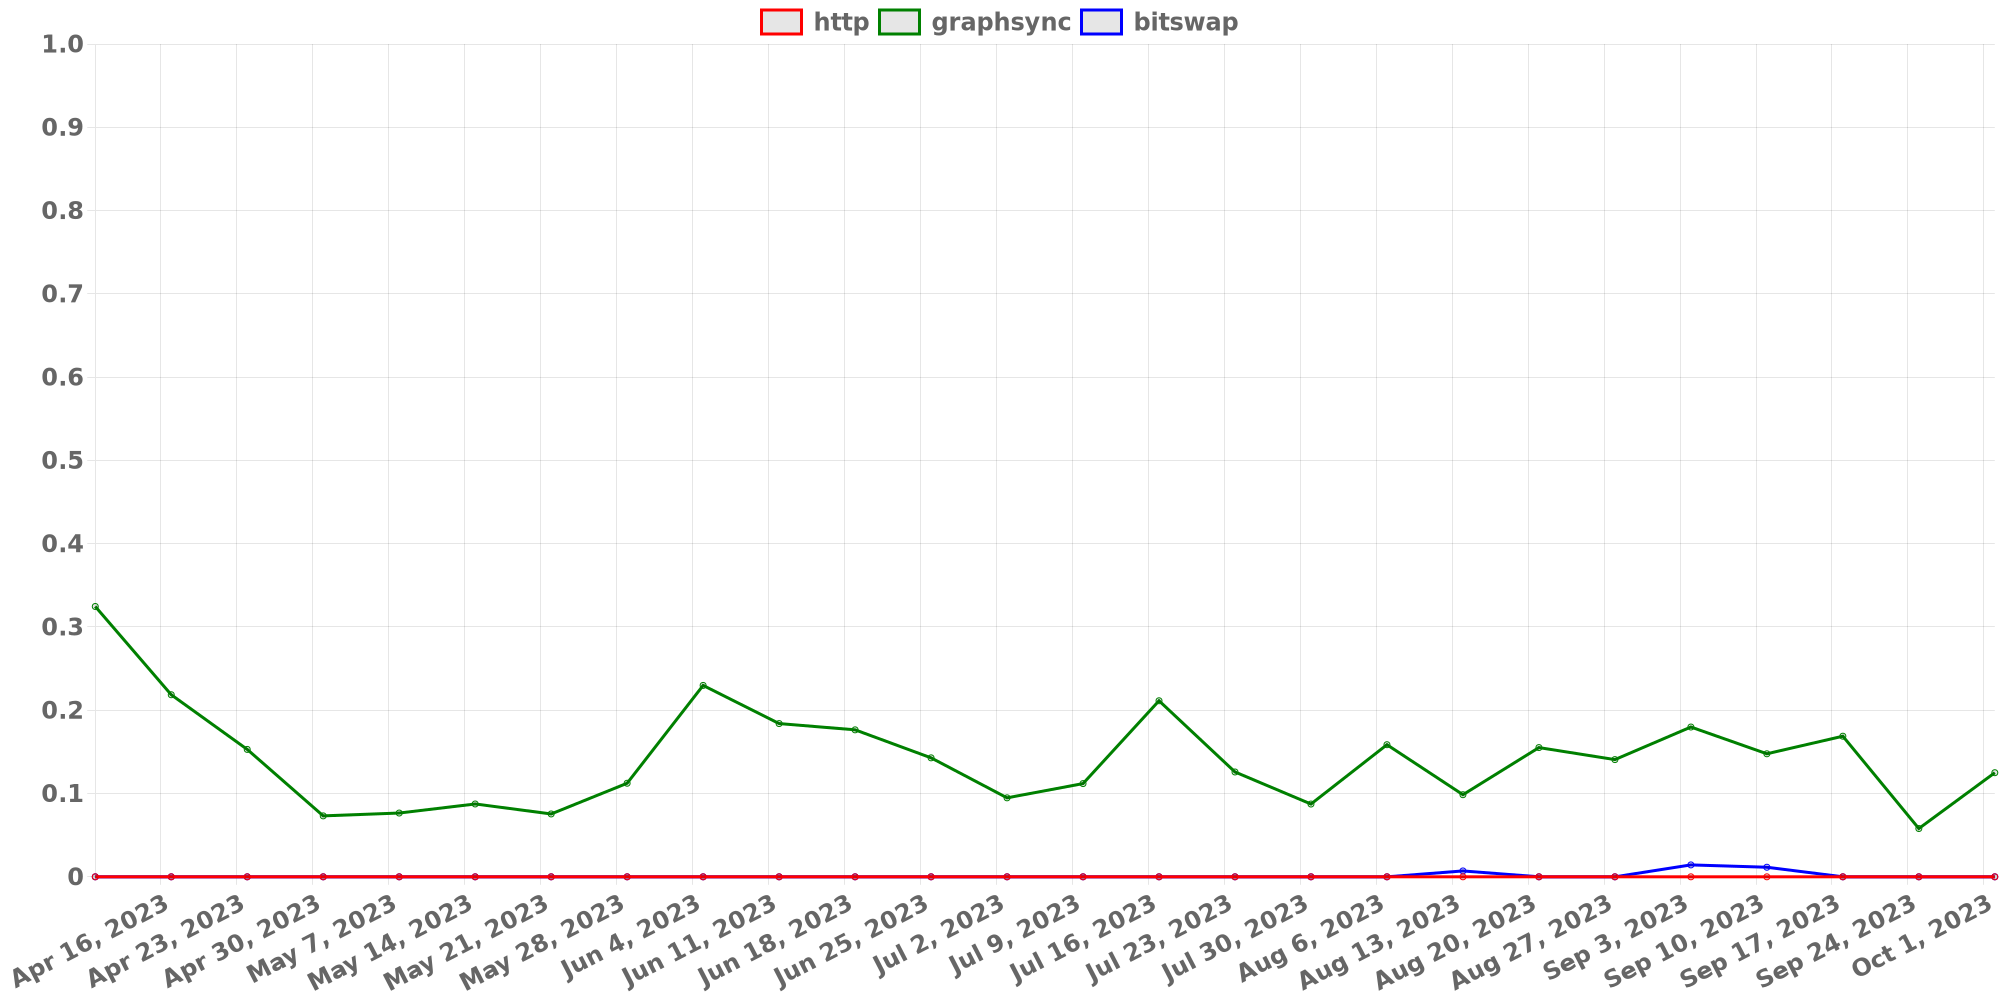 http graphsync bitswap
1.0
0.9
0.8
0.7
0.6
0.5
0.4
0.3
0.2
0.1
0
Apr 16, 2023
Apr 23, 2023
Apr 30, 2023
May 7, 2023
May 14, 2023
May 21, 2023
May 28, 2023
Jun 4, 2023
Jun 11, 2023
Jun 18, 2023
Jun 25, 2023
Jul 2, 2023
Jul 9, 2023
Jul 16, 2023
Jul 23, 2023
Jul 30, 2023
Aug 6, 2023
Aug 13, 2023
Aug 20, 2023
Aug 27, 2023
Sep 3, 2023
Sep 10, 2023
Sep 17, 2023
Sep 24, 2023
Oct 1, 2023